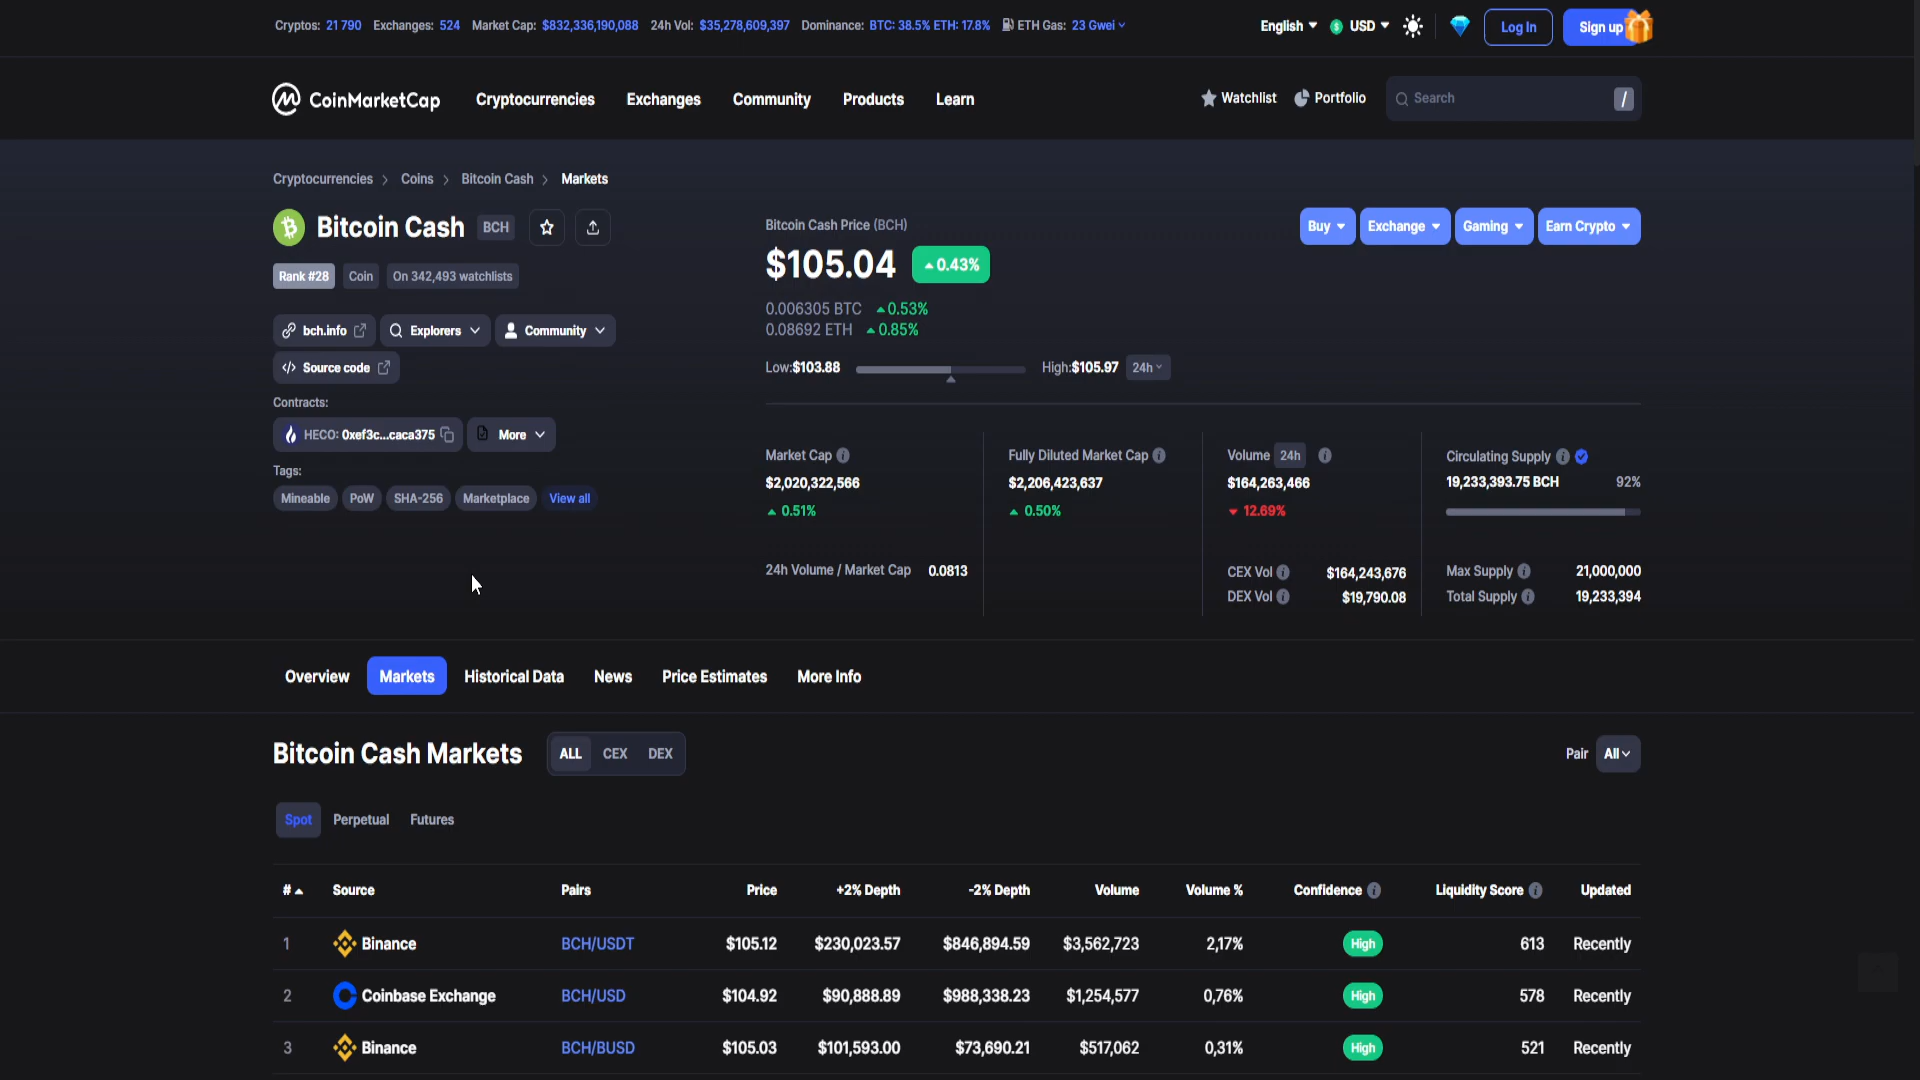 Cryptos: 21 790 Exchanges: 524 Market Cap: $832,336,190,088 24h Vol: $35,278,609,397 Dominance: BTC: 38.5% ETH: 17.8% ETH Gas: 23 Gwei
English USD Log In Sign up
CoinMarketCap Cryptocurrencies Exchanges Community Products Learn Watchlist Portfolio Search /
Cryptocurrencies > Coins > Bitcoin Cash > Markets
Bitcoin Cash BCH
Rank #28 Coin On 342,493 watchlists
bch.info Explorers Community
Source code
Contracts:
HECO: 0xef3c...caca375 More
Tags:
Mineable PoW SHA-256 Marketplace View all
Bitcoin Cash Price (BCH)
$105.04 0.43%
0.006305 BTC 0.53%
0.08692 ETH 0.85%
Low:$103.88 High:$105.97 24h
Buy Exchange Gaming Earn Crypto
Market Cap
$2,020,322,566
0.51%
24h Volume / Market Cap 0.0813
Fully Diluted Market Cap
$2,206,423,637
0.50%
Volume 24h
$164,263,466
12.69%
CEX Vol $164,243,676
DEX Vol $19,790.08
Circulating Supply
19,233,393.75 BCH 92%
Max Supply 21,000,000
Total Supply 19,233,394
Overview Markets Historical Data News Price Estimates More Info
Bitcoin Cash Markets ALL CEX DEX Pair All
Spot Perpetual Futures
# Source Pairs Price +2% Depth -2% Depth Volume Volume % Confidence Liquidity Score Updated
1 Binance BCH/USDT $105.12 $230,023.57 $846,894.59 $3,562,723 2,17% High 613 Recently
2 Coinbase Exchange BCH/USD $104.92 $90,888.89 $988,338.23 $1,254,577 0,76% High 578 Recently
3 Binance BCH/BUSD $105.03 $101,593.00 $73,690.21 $517,062 0,31% High 521 Recently